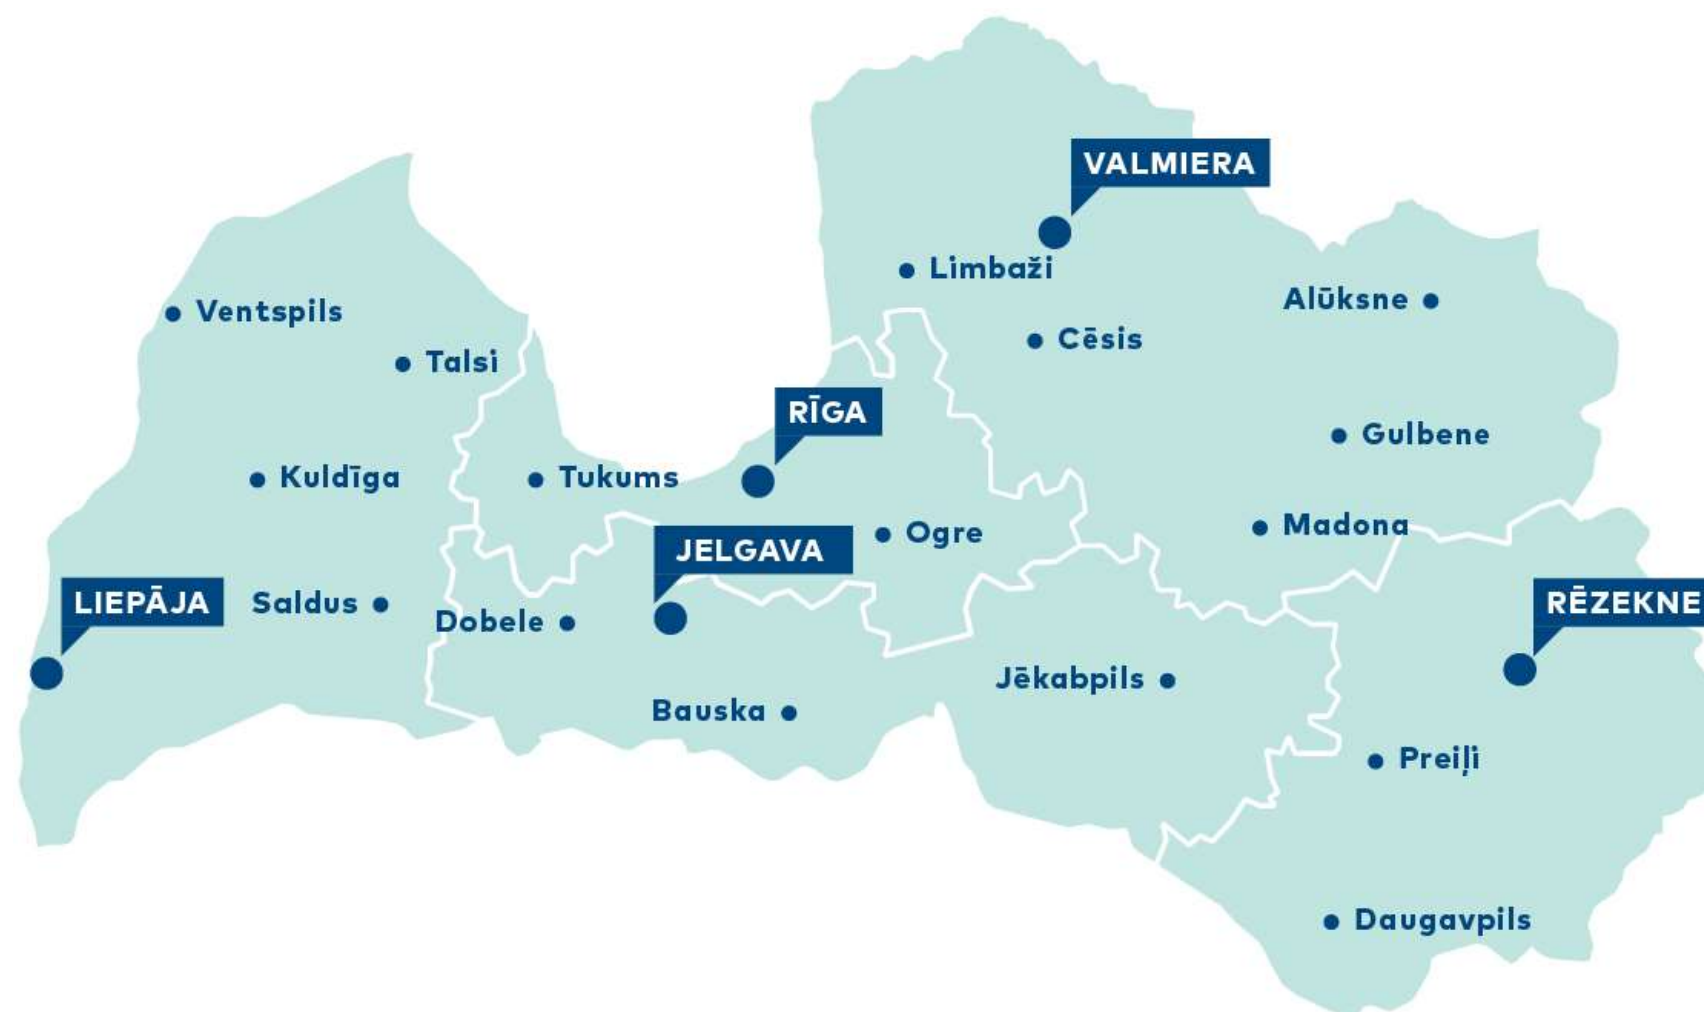 VALMIERA
Limbaži
Alūksne
Ventspils
Cēsis
Talsi
RĪGA
Gulbene
Kuldīga
Tukums
Madona
Ogre
JELGAVA
LIEPĀJA
Saldus
RĒZEKNE
Dobele
Jēkabpils
Bauska
Preiļi
Daugavpils